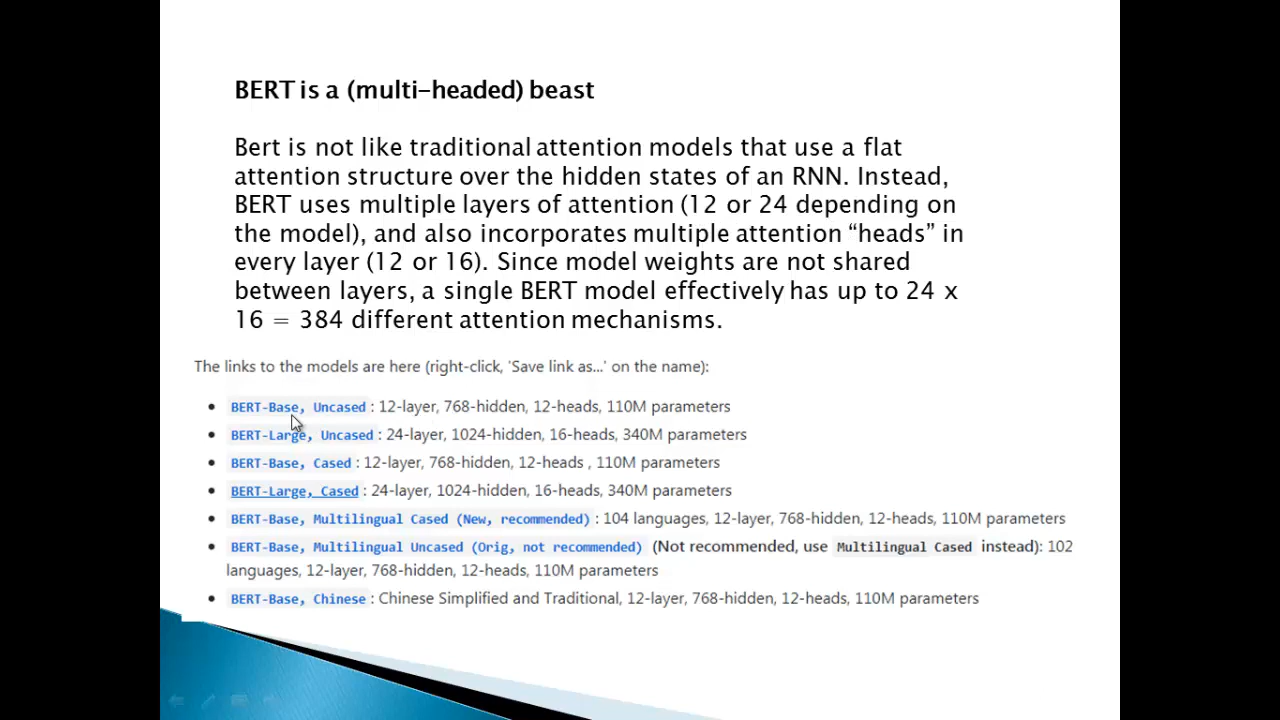 BERT is a (multi-headed) beast
Bert is not like traditional attention models that use a flat
attention structure over the hidden states of an RNN. Instead,
BERT uses multiple layers of attention (12 or 24 depending on
the model), and also incorporates multiple attention “heads” in
every layer (12 or 16). Since model weights are not shared
between layers, a single BERT model effectively has up to 24 x
16 = 384 different attention mechanisms.
The links to the models are here (right-click, 'Save link as...' on the name):
• BERT-Base, Uncased : 12-layer, 768-hidden, 12-heads, 110M parameters
• BERT-Large, Uncased : 24-layer, 1024-hidden, 16-heads, 340M parameters
• BERT-Base, Cased : 12-layer, 768-hidden, 12-heads , 110M parameters
• BERT-Large, Cased : 24-layer, 1024-hidden, 16-heads, 340M parameters
• BERT-Base, Multilingual Cased (New, recommended) : 104 languages, 12-layer, 768-hidden, 12-heads, 110M parameters
• BERT-Base, Multilingual Uncased (Orig, not recommended) (Not recommended, use Multilingual Cased instead): 102
languages, 12-layer, 768-hidden, 12-heads, 110M parameters
• BERT-Base, Chinese : Chinese Simplified and Traditional, 12-layer, 768-hidden, 12-heads, 110M parameters